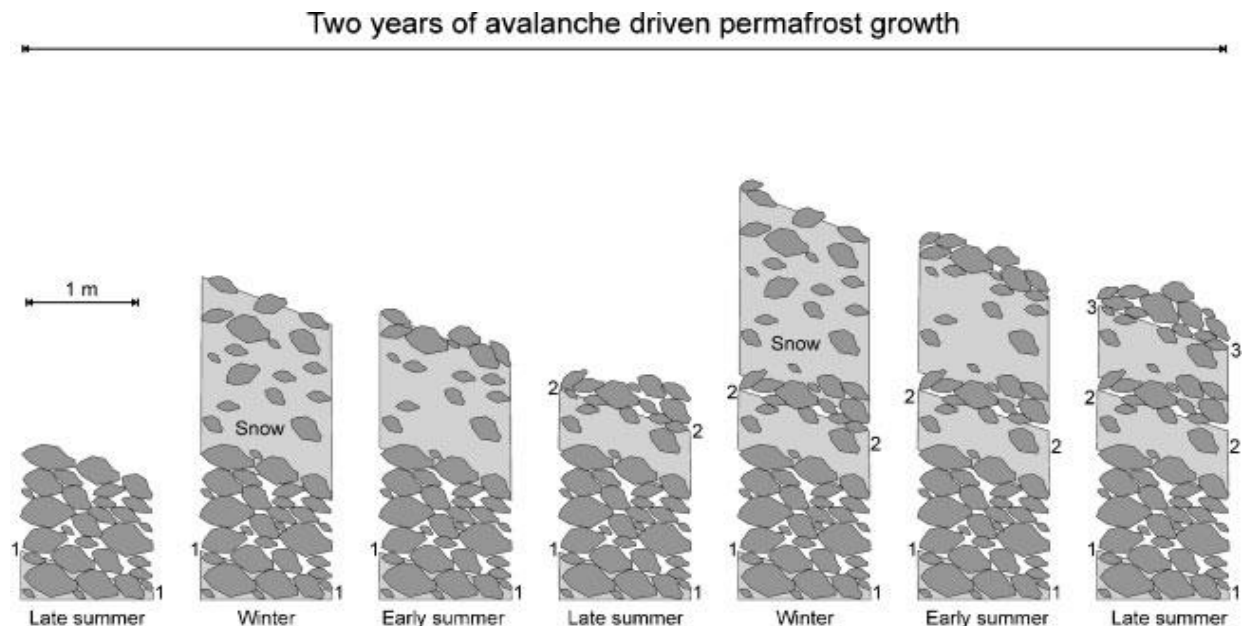 Two years of avalanche driven permafrost growth
1 m
Snow
Snow
3
3
2
2
2
2
2
2
1
1
1
1
1
1
1
1
1
1
1
1
1
1
Late summer
Winter
Early summer
Late summer
Winter
Early summer
Late summer